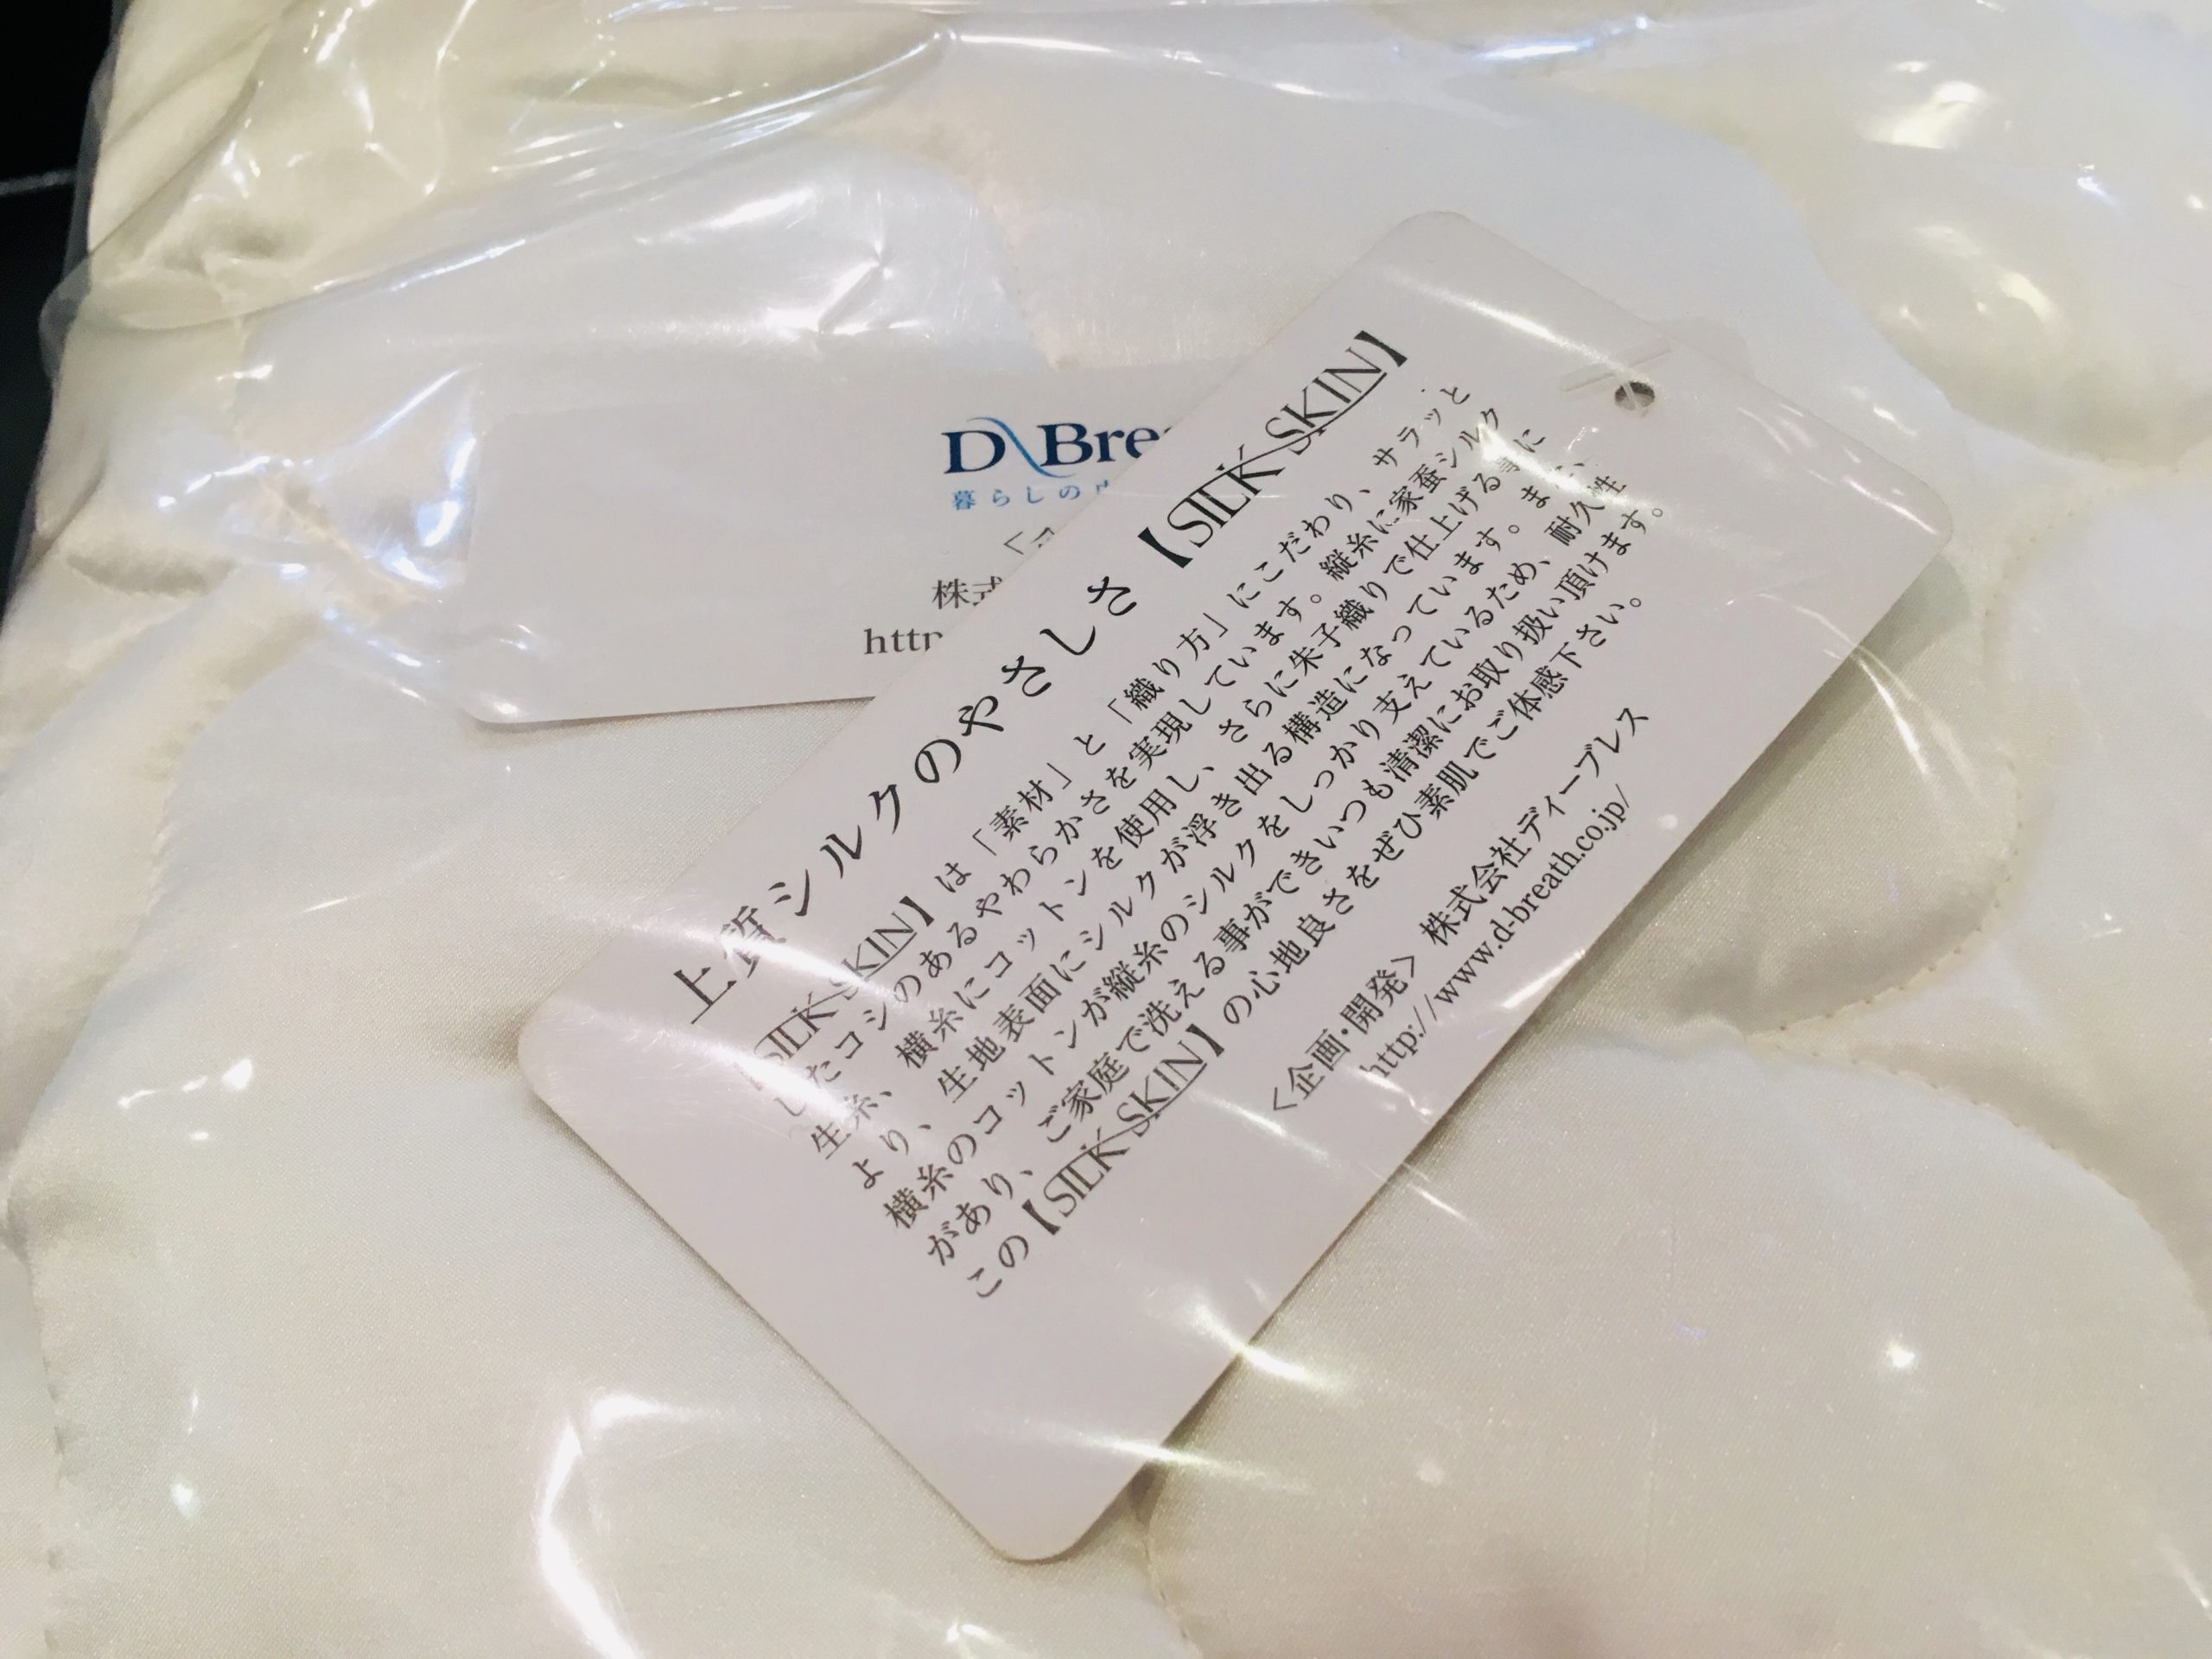 D Bre
暮らしの
株式
http
上質シルクのやさしさ【SILK SKIN】
【SILK SKIN】は「素材」と「織り方」にこだわり、サラッと
したコシのあるやわらかさを実現しています。縦糸に家蚕シルク
生糸、横糸にコットンを使用し、さらに朱子織りで仕上げる事に
より、生地表面にシルクが浮き出る構造になっています。また、
横糸のコットンが縦糸のシルクをしっかり支えているため、耐久性
があり、ご家庭で洗える事ができいつも清潔にお取り扱い頂けます。
この【SILK SKIN】の心地良さをぜひ素肌でご体感下さい。
＜企画・開発＞ 株式会社ディーブレス
http://www.d-breath.co.jp/